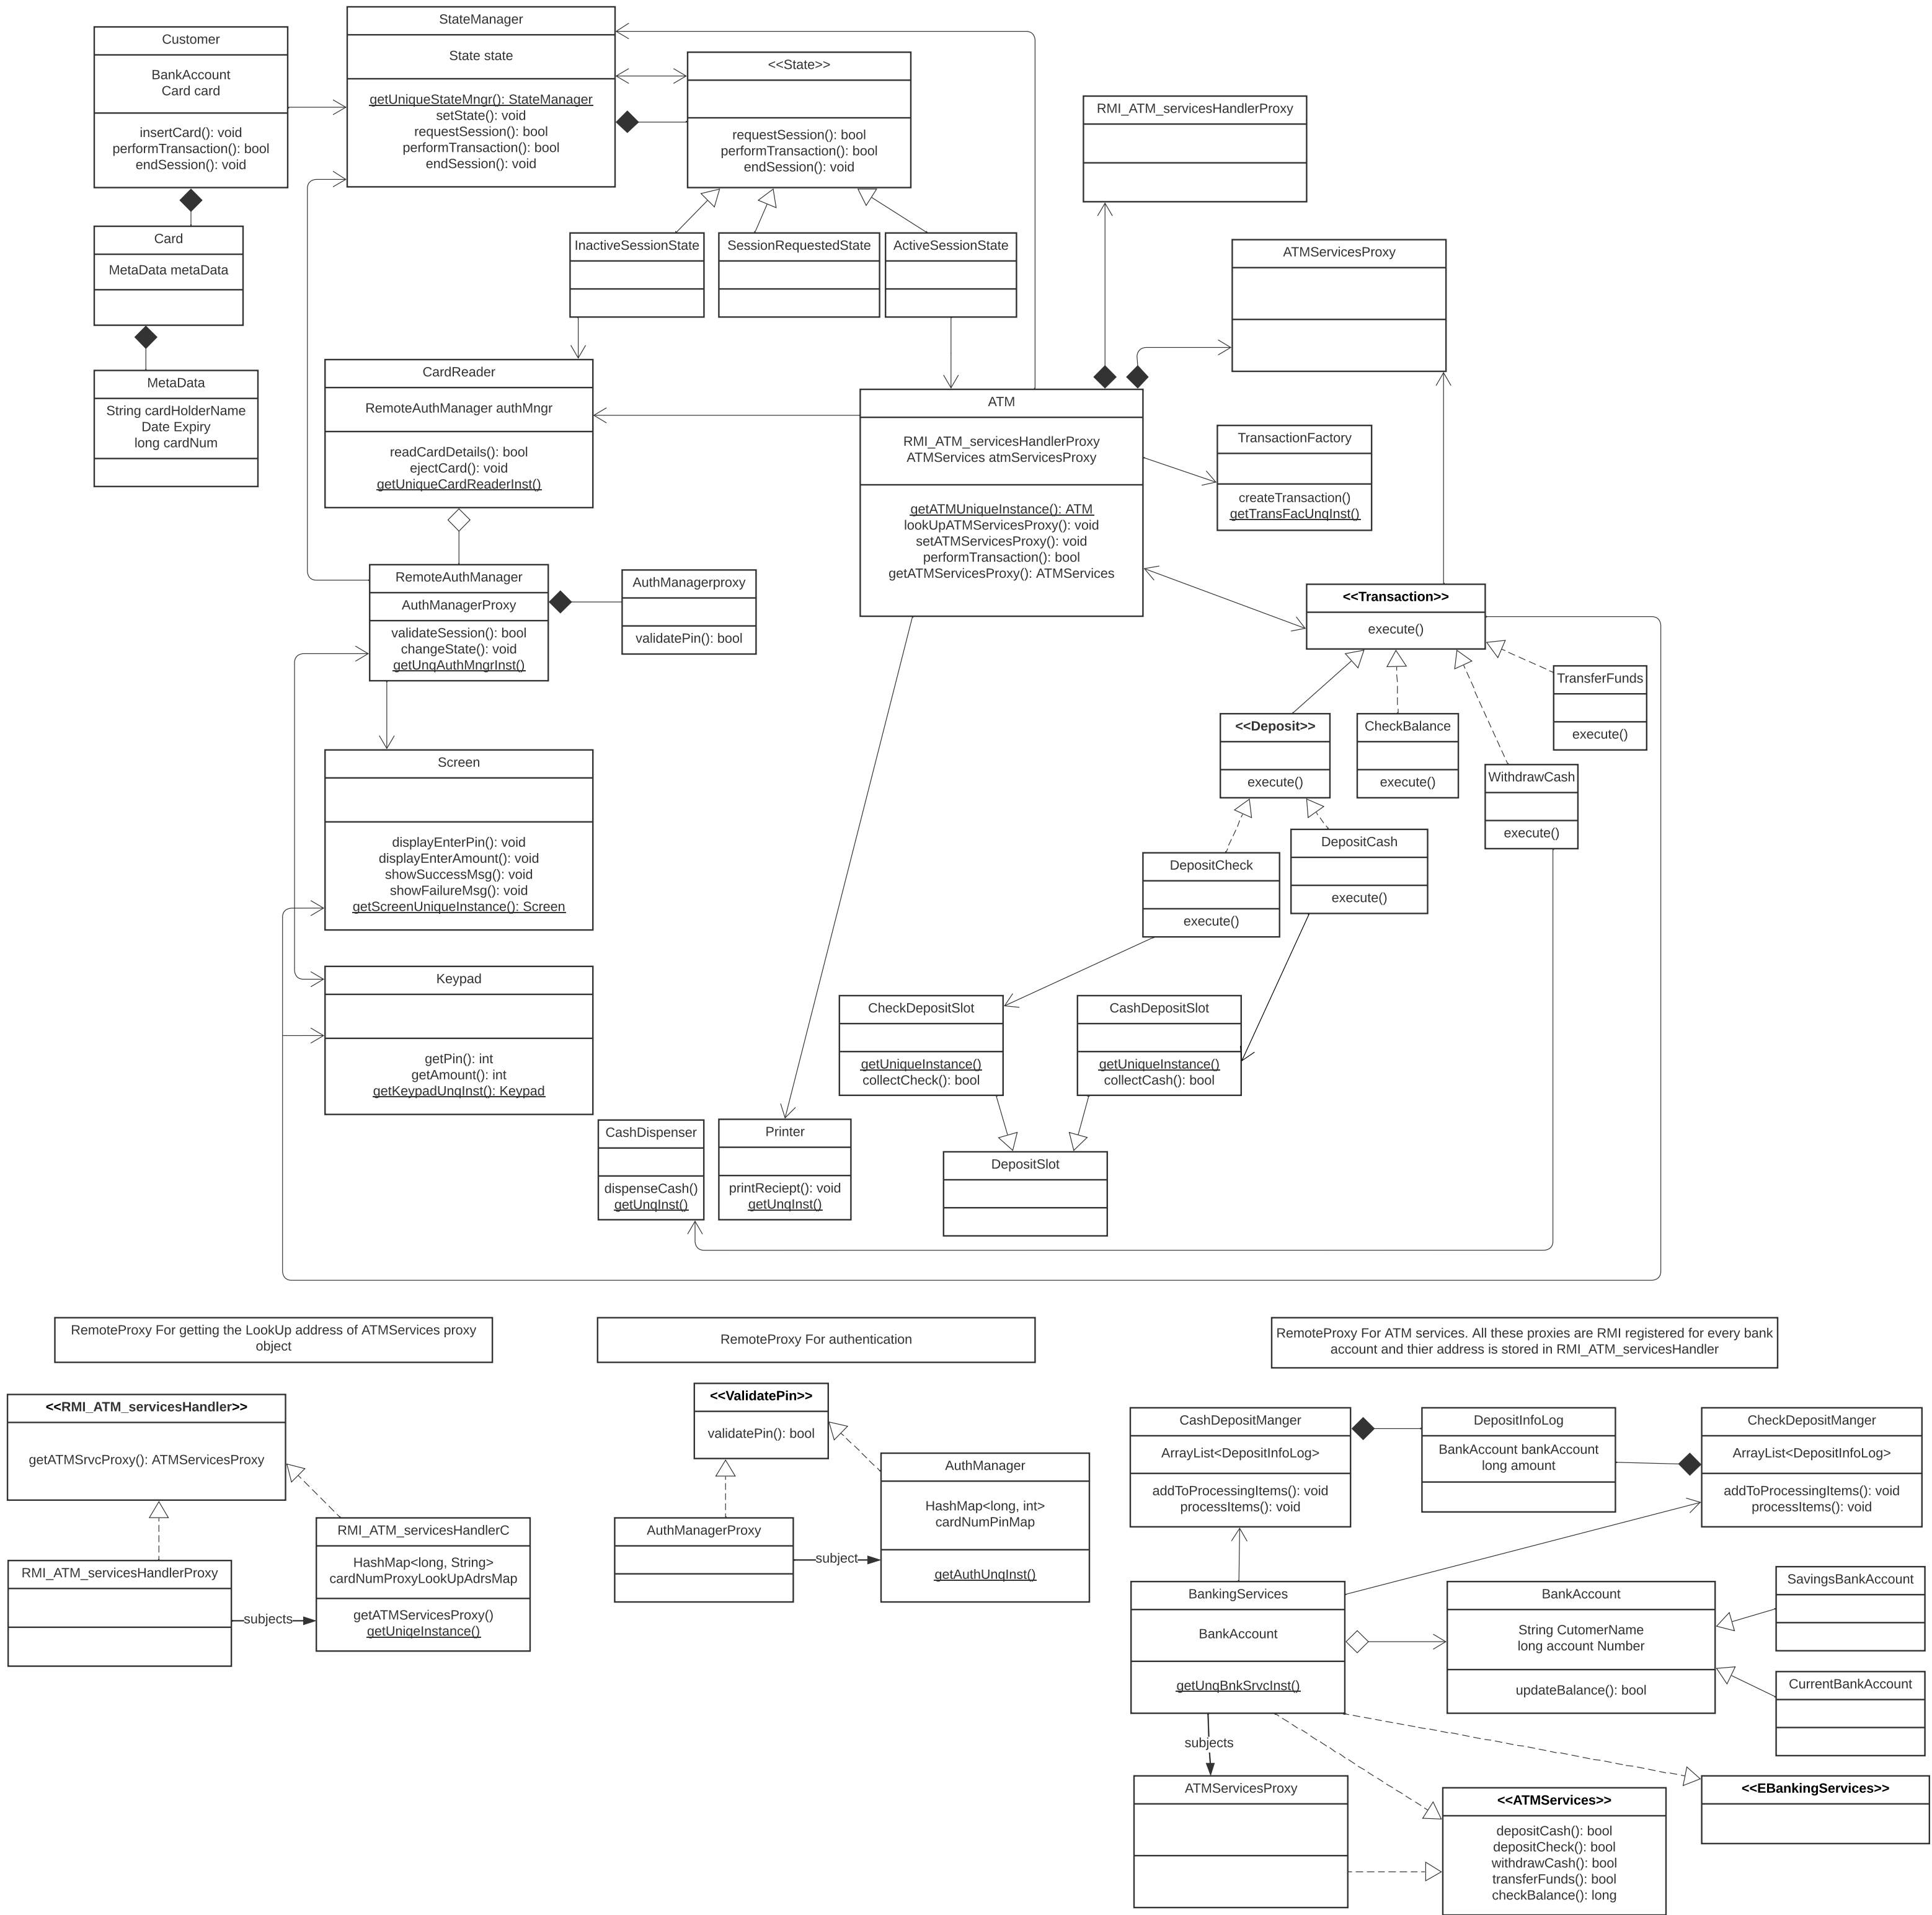 Customer
BankAccount
Card card
insertCard(): void
performTransaction(): bool
endSession(): void
StateManager
State state
getUniqueStateMngr(): StateManager
setState(): void
requestSession(): bool
performTransaction(): bool
endSession(): void
<<State>>
requestSession(): bool
performTransaction(): bool
endSession(): void
RMI_ATM_servicesHandlerProxy
Card
MetaData metaData
InactiveSessionState
SessionRequestedState
ActiveSessionState
ATMServicesProxy
MetaData
String cardHolderName
Date Expiry
long cardNum
CardReader
RemoteAuthManager authMngr
readCardDetails(): bool
ejectCard(): void
getUniqueCardReaderInst()
ATM
RMI_ATM_servicesHandlerProxy
ATMServices atmServicesProxy
getATMUniqueInstance(): ATM
lookUpATMServicesProxy(): void
setATMServicesProxy(): void
performTransaction(): bool
getATMServicesProxy(): ATMServices
TransactionFactory
createTransaction()
getTransFacUnqInst()
RemoteAuthManager
AuthManagerProxy
validateSession(): bool
changeState(): void
getUnqAuthMngrInst()
AuthManagerproxy
validatePin(): bool
<<Transaction>>
execute()
TransferFunds
execute()
<<Deposit>>
execute()
CheckBalance
execute()
WithdrawCash
execute()
Screen
displayEnterPin(): void
displayEnterAmount(): void
showSuccessMsg(): void
showFailureMsg(): void
getScreenUniqueInstance(): Screen
DepositCheck
execute()
DepositCash
execute()
Keypad
getPin(): int
getAmount(): int
getKeypadUnqInst(): Keypad
CheckDepositSlot
getUniqueInstance()
collectCheck(): bool
CashDepositSlot
getUniqueInstance()
collectCash(): bool
CashDispenser
dispenseCash()
getUnqInst()
Printer
printReciept(): void
getUnqInst()
DepositSlot
RemoteProxy For getting the LookUp address of ATMServices proxy
object
RemoteProxy For authentication
RemoteProxy For ATM services. All these proxies are RMI registered for every bank
account and thier address is stored in RMI_ATM_servicesHandler
<<RMI_ATM_servicesHandler>>
getATMSrvcProxy(): ATMServicesProxy
RMI_ATM_servicesHandlerC
HashMap<long, String>
cardNumProxyLookUpAdrsMap
getATMServicesProxy()
getUniqeInstance()
RMI_ATM_servicesHandlerProxy
subjects
<<ValidatePin>>
validatePin(): bool
AuthManager
HashMap<long, int>
cardNumPinMap
getAuthUnqInst()
AuthManagerProxy
subject
CashDepositManger
ArrayList<DepositInfoLog>
addToProcessingItems(): void
processItems(): void
DepositInfoLog
BankAccount bankAccount
long amount
CheckDepositManger
ArrayList<DepositInfoLog>
addToProcessingItems(): void
processItems(): void
BankingServices
BankAccount
getUnqBnkSrvcInst()
BankAccount
String CutomerName
long account Number
updateBalance(): bool
SavingsBankAccount
CurrentBankAccount
subjects
ATMServicesProxy
<<ATMServices>>
depositCash(): bool
depositCheck(): bool
withdrawCash(): bool
transferFunds(): bool
checkBalance(): long
<<EBankingServices>>